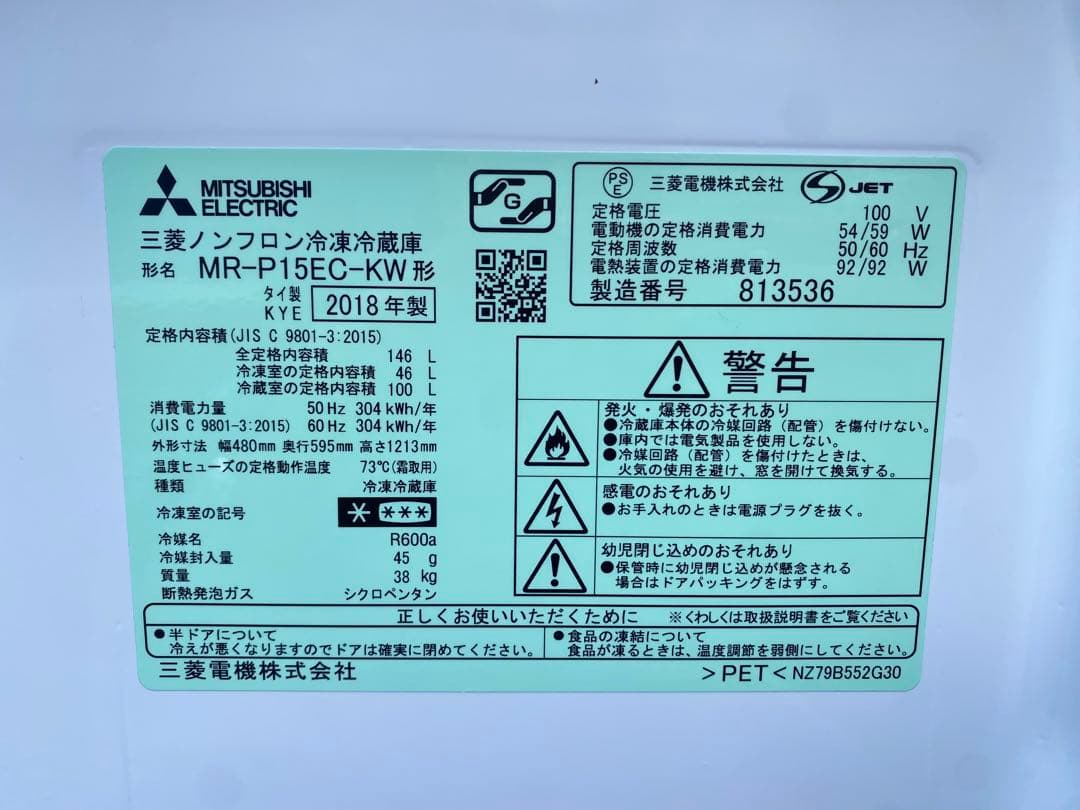 MITSUBISHI
ELECTRIC
三菱ノンフロン冷凍冷蔵庫
形名 MR-P15EC-KW形
タイ製
KYE 2018年製
G
PS
E
三菱電機株式会社 S JET
定格電圧 100 V
電動機の定格消費電力 54/59 W
定格周波数 50/60 Hz
電熱装置の定格消費電力 92/92 W
製造番号 813536
定格内容積(JIS C 9801-3:2015)
全定格内容積 146 L
冷凍室の定格内容積 46 L
冷蔵室の定格内容積 100 L
消費電力量 50Hz 304kWh/年
(JIS C 9801-3:2015) 60Hz 304kWh/年
外形寸法 幅480mm 奥行595mm 高さ1213mm
温度ヒューズの定格動作温度 73℃(霜取用)
種類 冷凍冷蔵庫
冷凍室の記号 * ***
冷媒名 R600a
冷媒封入量 45 g
質量 38 kg
断熱発泡ガス シクロペンタン
警告
発火・爆発のおそれあり
●冷蔵庫本体の冷媒回路(配管)を傷付けない。
●庫内では電気製品を使用しない。
●冷媒回路(配管)を傷付けたときは、
火気の使用を避け、窓を開けて換気する。
感電のおそれあり
●お手入れのときは電源プラグを抜く。
幼児閉じ込めのおそれあり
●保管時に幼児閉じ込めが懸念される
場合はドアパッキングをはずす。
正しくお使いいただくために ※くわしくは取扱説明書をご覧ください
●半ドアについて
冷えが悪くなりますのでドアは確実に閉めてください。
●食品の凍結について
食品が凍るときは、温度調節を弱側にしてください。
三菱電機株式会社
>PET< NZ79B552G30